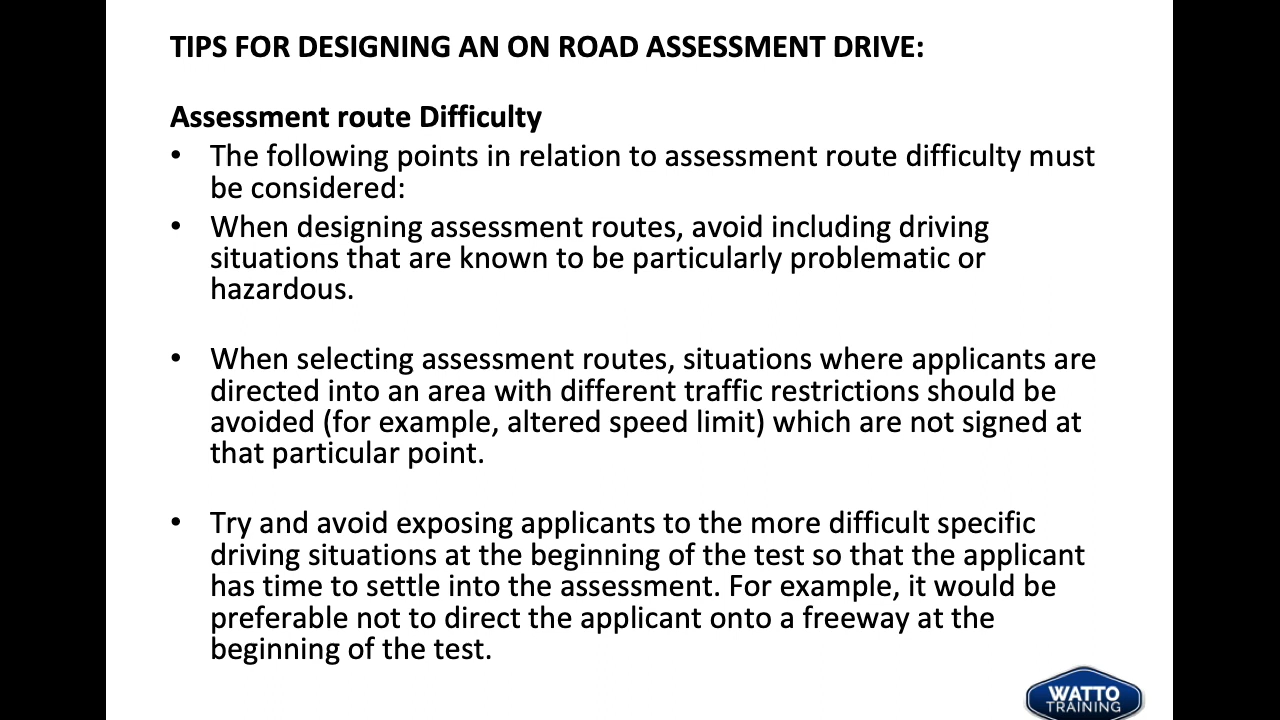 TIPS FOR DESIGNING AN ON ROAD ASSESSMENT DRIVE:
Assessment route Difficulty
• The following points in relation to assessment route difficulty must
be considered:
• When designing assessment routes, avoid including driving
situations that are known to be particularly problematic or
hazardous.
• When selecting assessment routes, situations where applicants are
directed into an area with different traffic restrictions should be
avoided (for example, altered speed limit) which are not signed at
that particular point.
• Try and avoid exposing applicants to the more difficult specific
driving situations at the beginning of the test so that the applicant
has time to settle into the assessment. For example, it would be
preferable not to direct the applicant onto a freeway at the
beginning of the test.
WATTO
TRAINING